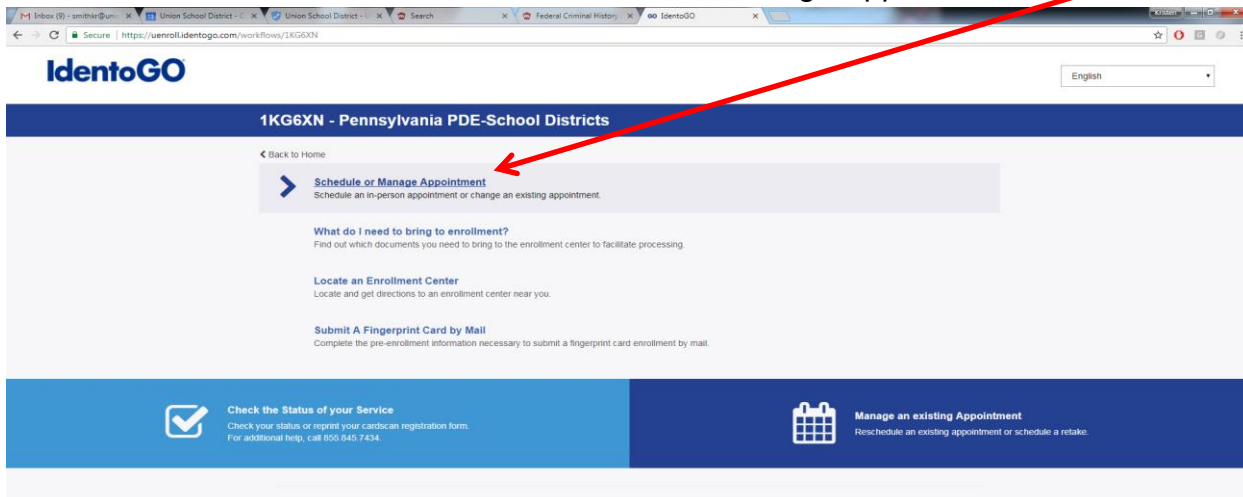 Inbox (9) - smithkr@un
Union School District - C
Union School District - U
Search
Federal Criminal History
IdentoGO
Kristen
Secure | https://uenroll.identogo.com/workflows/1KG6XN
IdentoGO
English
1KG6XN - Pennsylvania PDE-School Districts
Back to Home
Schedule or Manage Appointment
Schedule an in-person appointment or change an existing appointment.
What do I need to bring to enrollment?
Find out which documents you need to bring to the enrollment center to facilitate processing.
Locate an Enrollment Center
Locate and get directions to an enrollment center near you.
Submit A Fingerprint Card by Mail
Complete the pre-enrollment information necessary to submit a fingerprint card enrollment by mail.
Check the Status of your Service
Check your status or reprint your cardscan registration form.
For additional help, call 855.845.7434.
Manage an existing Appointment
Reschedule an existing appointment or schedule a retake.